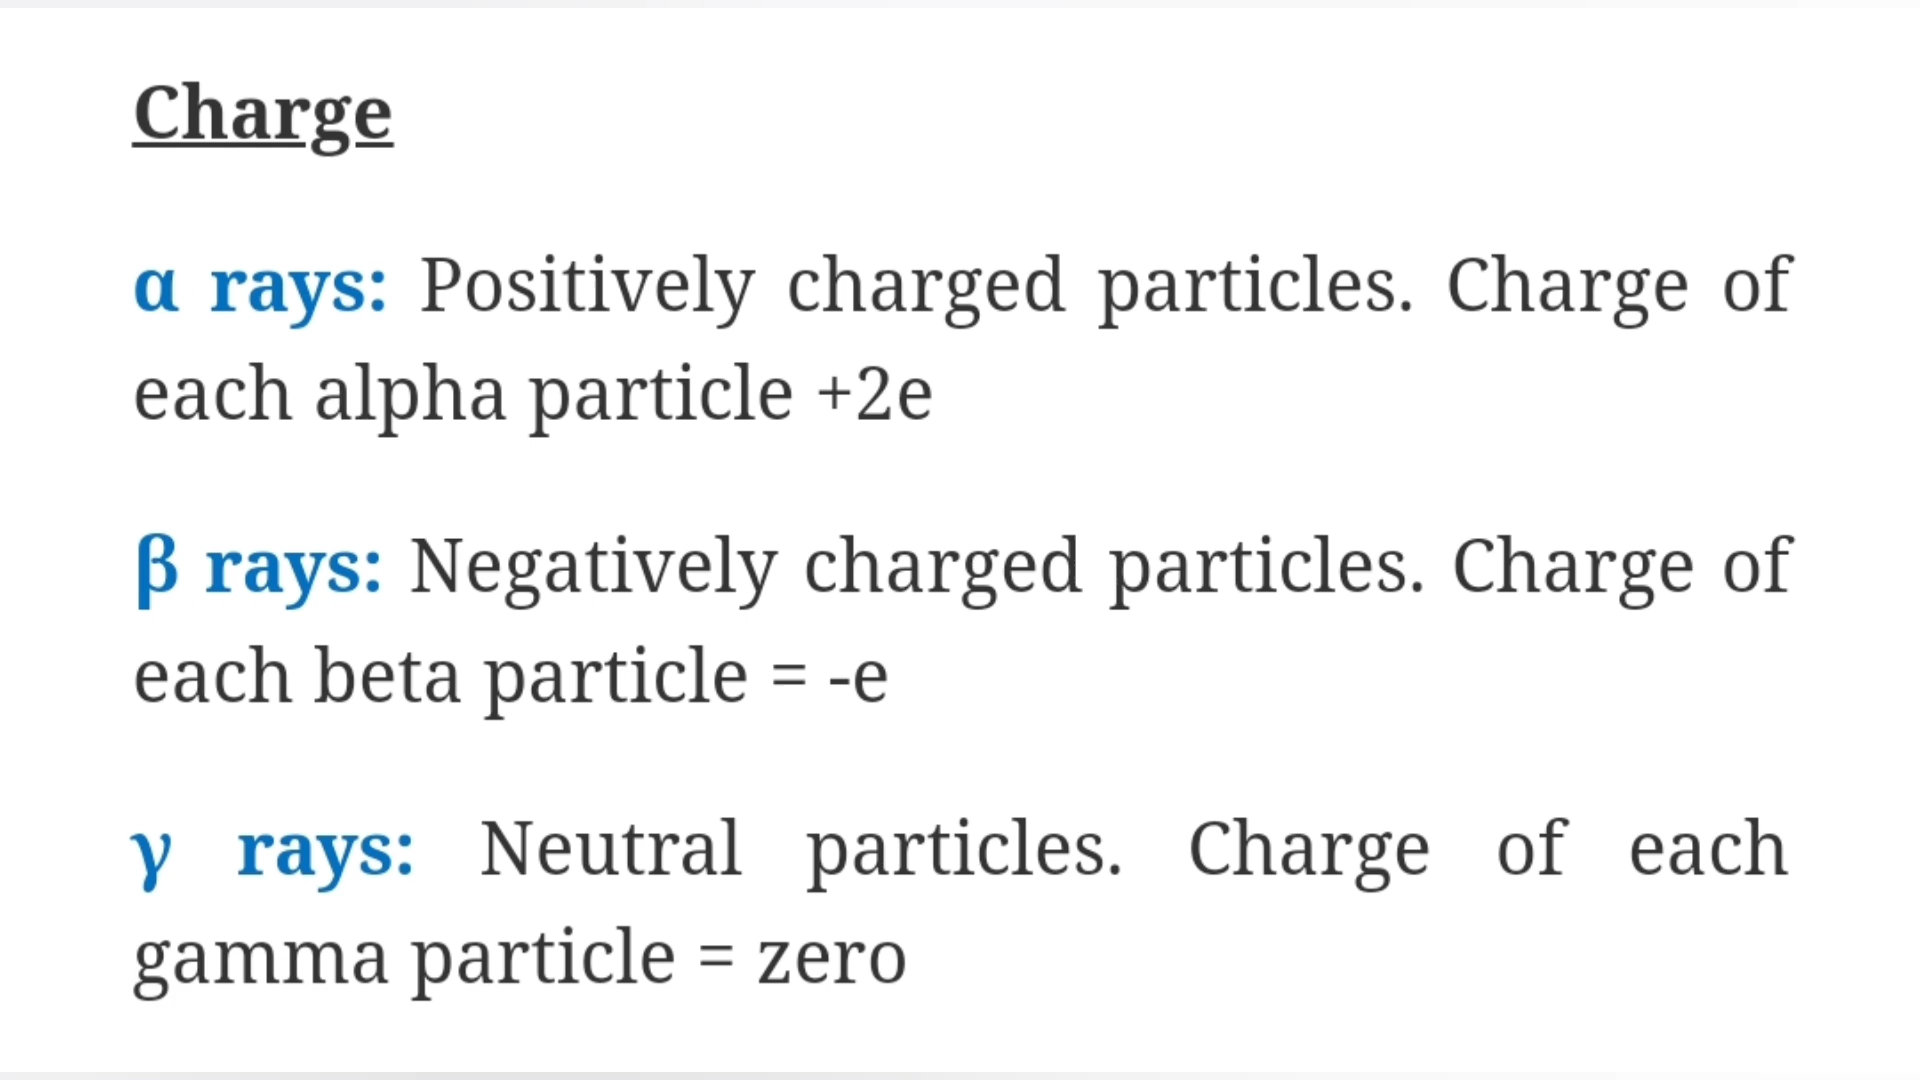 Charge
α rays: Positively charged particles. Charge of
each alpha particle +2e
β rays: Negatively charged particles. Charge of
each beta particle = -e
γ rays: Neutral particles. Charge of each
gamma particle = zero